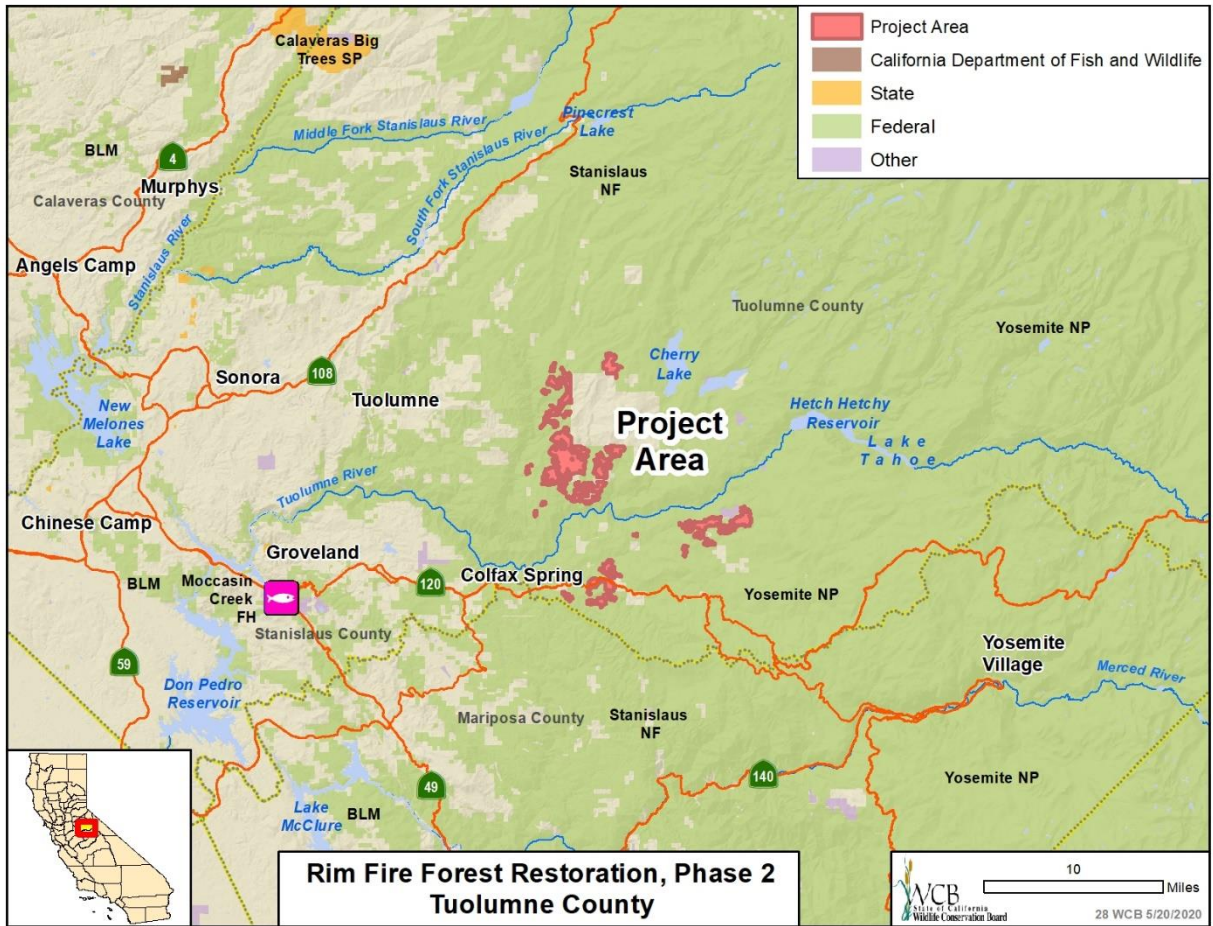 Project Area
California Department of Fish and Wildlife
State
Federal
Other
Calaveras Big
Trees SP
Middle Fork Stanislaus River
Pinecrest
Lake
BLM
4
Murphys
Calaveras County
South Fork Stanislaus River
Stanislaus
NF
Stanislaus River
Angels Camp
Tuolumne County
Yosemite NP
Cherry
Lake
Sonora
108
Tuolumne
New
Melones
Lake
Project
Area
Hetch Hetchy
Reservoir
Lake
Tahoe
Tuolumne River
Chinese Camp
Groveland
BLM
Moccasin
Creek
FH
120
Colfax Spring
Yosemite NP
Stanislaus County
59
Yosemite
Village
Merced River
Don Pedro
Reservoir
Mariposa County
Stanislaus
NF
49
140
Yosemite NP
Lake
McClure
BLM
Rim Fire Forest Restoration, Phase 2
Tuolumne County
10
Miles
WCB
State of California
Wildlife Conservation Board
28 WCB 5/20/2020